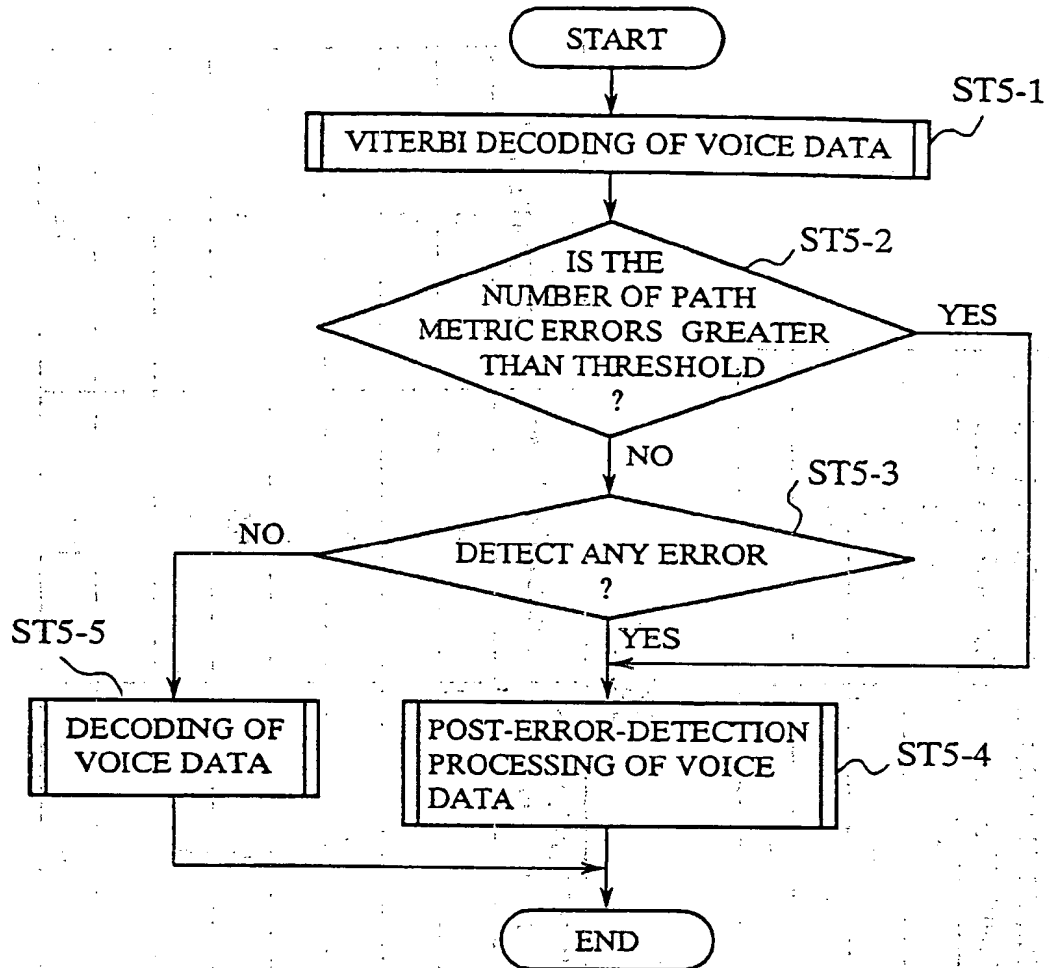 START
ST5-1
VITERBI DECODING OF VOICE DATA
ST5-2
IS THE
NUMBER OF PATH
METRIC ERRORS GREATER
THAN THRESHOLD
?
YES
NO
ST5-3
NO
DETECT ANY ERROR
?
YES
ST5-5
DECODING OF
VOICE DATA
POST-ERROR-DETECTION
PROCESSING OF VOICE
DATA
ST5-4
END